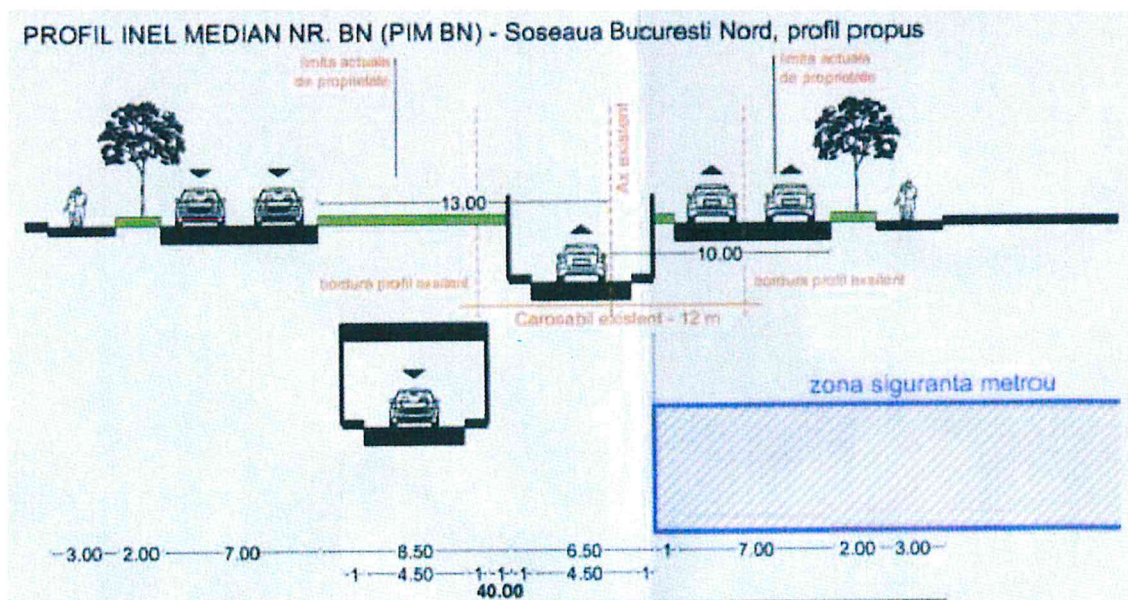 PROFIL INEL MEDIAN NR. BN (PIM BN) - Soseaua Bucuresti Nord, profil propus
limita actuala
de proprietate
limita actuala
de proprietate
Ax existent
13.00
10.00
bordura profil existent
bordura profil existent
Carosabil existent - 12 m
zona siguranta metrou
3.00 2.00 7.00 8.50 6.50 1 7.00 2.00 3.00
1 4.50 1 1 1 4.50 1
40.00